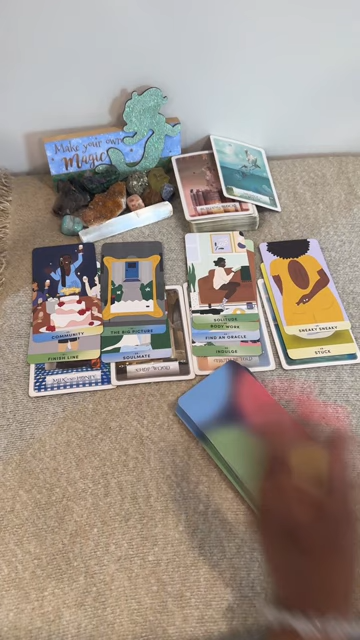 Make your own
Magic
COMMUNITY
FINISH LINE
THE BIG PICTURE
SOULMATE
SOLITUDE
BODY WORK
FIND AN ORACLE
INDULGE
SNEAKY SNEAKY
STUCK